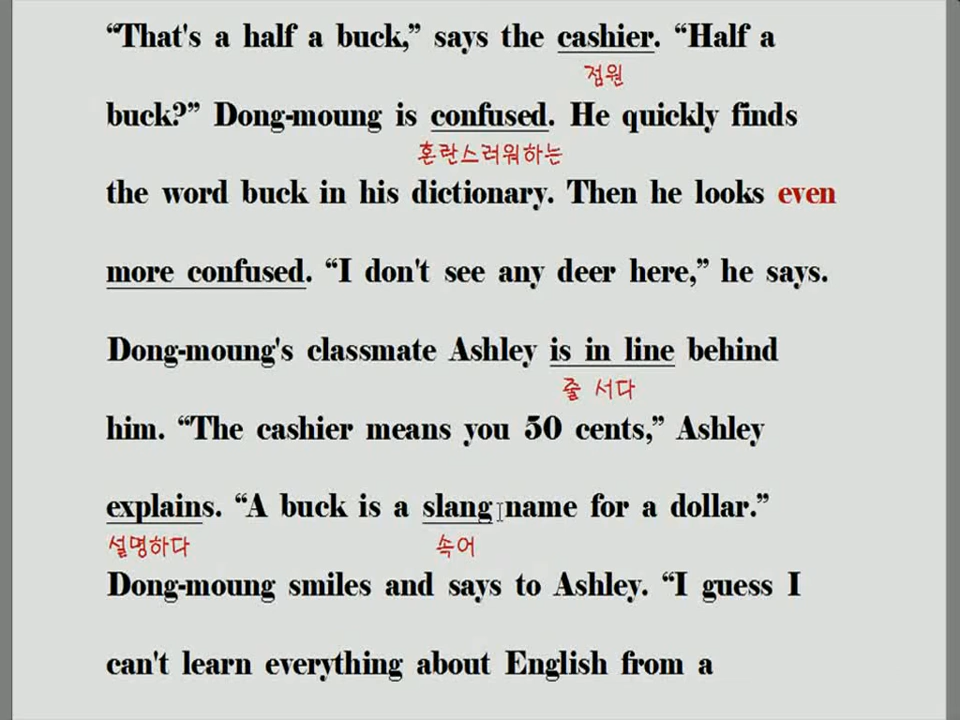 “That's a half a buck,” says the cashier. “Half a
점원
buck?” Dong-moung is confused. He quickly finds
혼란스러워하는
the word buck in his dictionary. Then he looks even
more confused. “I don't see any deer here,” he says.
Dong-moung's classmate Ashley is in line behind
줄 서다
him. “The cashier means you 50 cents,” Ashley
explains. “A buck is a slang name for a dollar.”
설명하다 속어
Dong-moung smiles and says to Ashley. “I guess I
can't learn everything about English from a